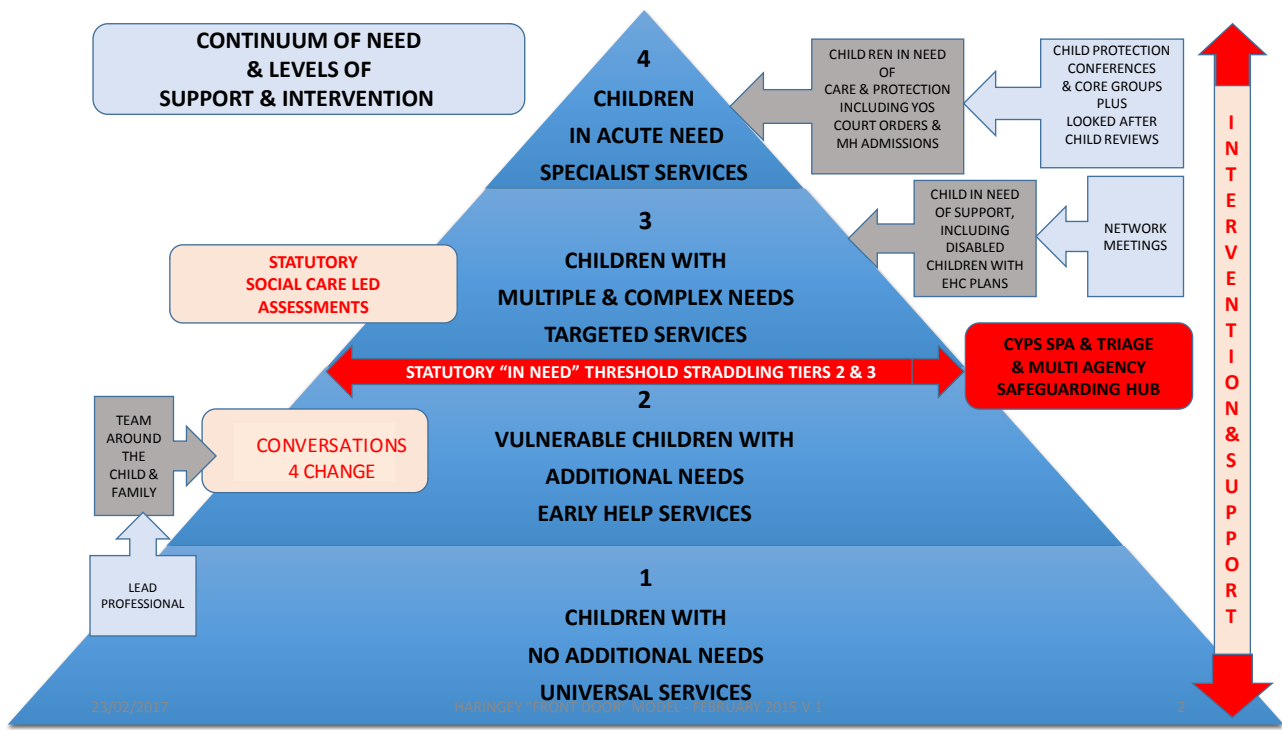 CONTINUUM OF NEED
& LEVELS OF
SUPPORT & INTERVENTION
4
CHILDREN
IN ACUTE NEED
SPECIALIST SERVICES
CHILD REN IN NEED
OF
CARE & PROTECTION
INCLUDING YOS
COURT ORDERS &
MH ADMISSIONS
CHILD PROTECTION
CONFERENCES
& CORE GROUPS
PLUS
LOOKED AFTER
CHILD REVIEWS
3
CHILDREN WITH
MULTIPLE & COMPLEX NEEDS
TARGETED SERVICES
CHILD IN NEED
OF SUPPORT,
INCLUDING
DISABLED
CHILDREN WITH
EHC PLANS
NETWORK
MEETINGS
STATUTORY
SOCIAL CARE LED
ASSESSMENTS
STATUTORY “IN NEED” THRESHOLD STRADDLING TIERS 2 & 3
CYPS SPA & TRIAGE
& MULTI AGENCY
SAFEGUARDING HUB
2
VULNERABLE CHILDREN WITH
ADDITIONAL NEEDS
EARLY HELP SERVICES
TEAM
AROUND
THE
CHILD &
FAMILY
CONVERSATIONS
4 CHANGE
LEAD
PROFESSIONAL
1
CHILDREN WITH
NO ADDITIONAL NEEDS
UNIVERSAL SERVICES
INTERVENTION&SUPPORT
23/02/2017
HARINGEY "FRONT DOOR" MODEL - FEBRUARY 2015 V 1
2